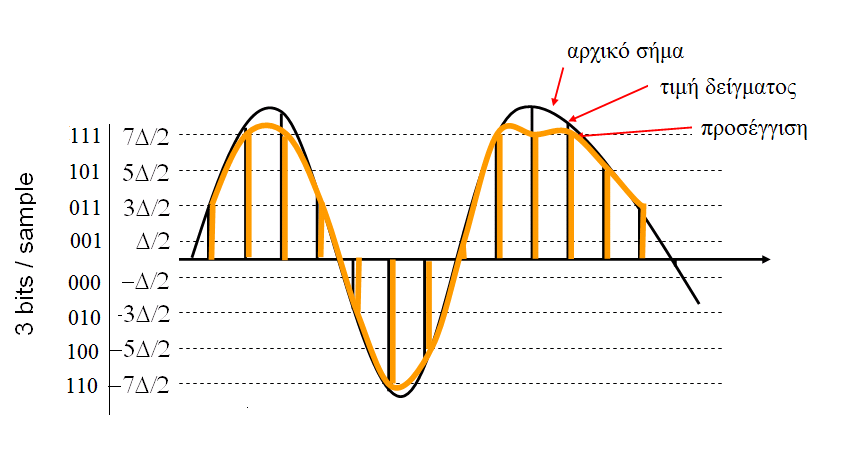 αρχικό σήμα
τιμή δείγματος
προσέγγιση
3 bits / sample
111 7Δ/2
101 5Δ/2
011 3Δ/2
001 Δ/2
000 –Δ/2
010 -3Δ/2
100 –5Δ/2
110 –7Δ/2